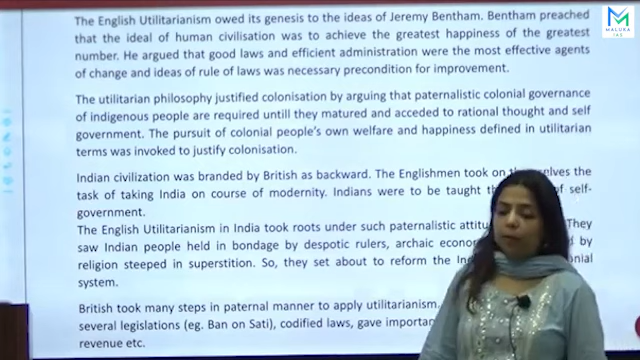 The English Utilitarianism owed its genesis to the ideas of Jeremy Bentham. Bentham preached
that the ideal of human civilisation was to achieve the greatest happiness of the greatest
number. He argued that good laws and efficient administration were the most effective agents
of change and ideas of rule of laws was necessary precondition for improvement.
The utilitarian philosophy justified colonisation by arguing that paternalistic colonial governance
of indigenous people are required untill they matured and acceded to rational thought and self
government. The pursuit of colonial people's own welfare and happiness defined in utilitarian
terms was invoked to justify colonisation.
Indian civilization was branded by British as backward. The Englishmen took on the
task of taking India on course of modernity. Indians were to be taught of self-
government.
The English Utilitarianism in India took roots under such paternalistic They
saw Indian people held in bondage by despotic rulers, archaic by
religion steeped in superstition. So, they set about to reform the
system.
British took many steps in paternal manner to apply utilitarianism.
several legislations (eg. Ban on Sati), codified laws, gave
revenue etc.
MALUKA
IAS